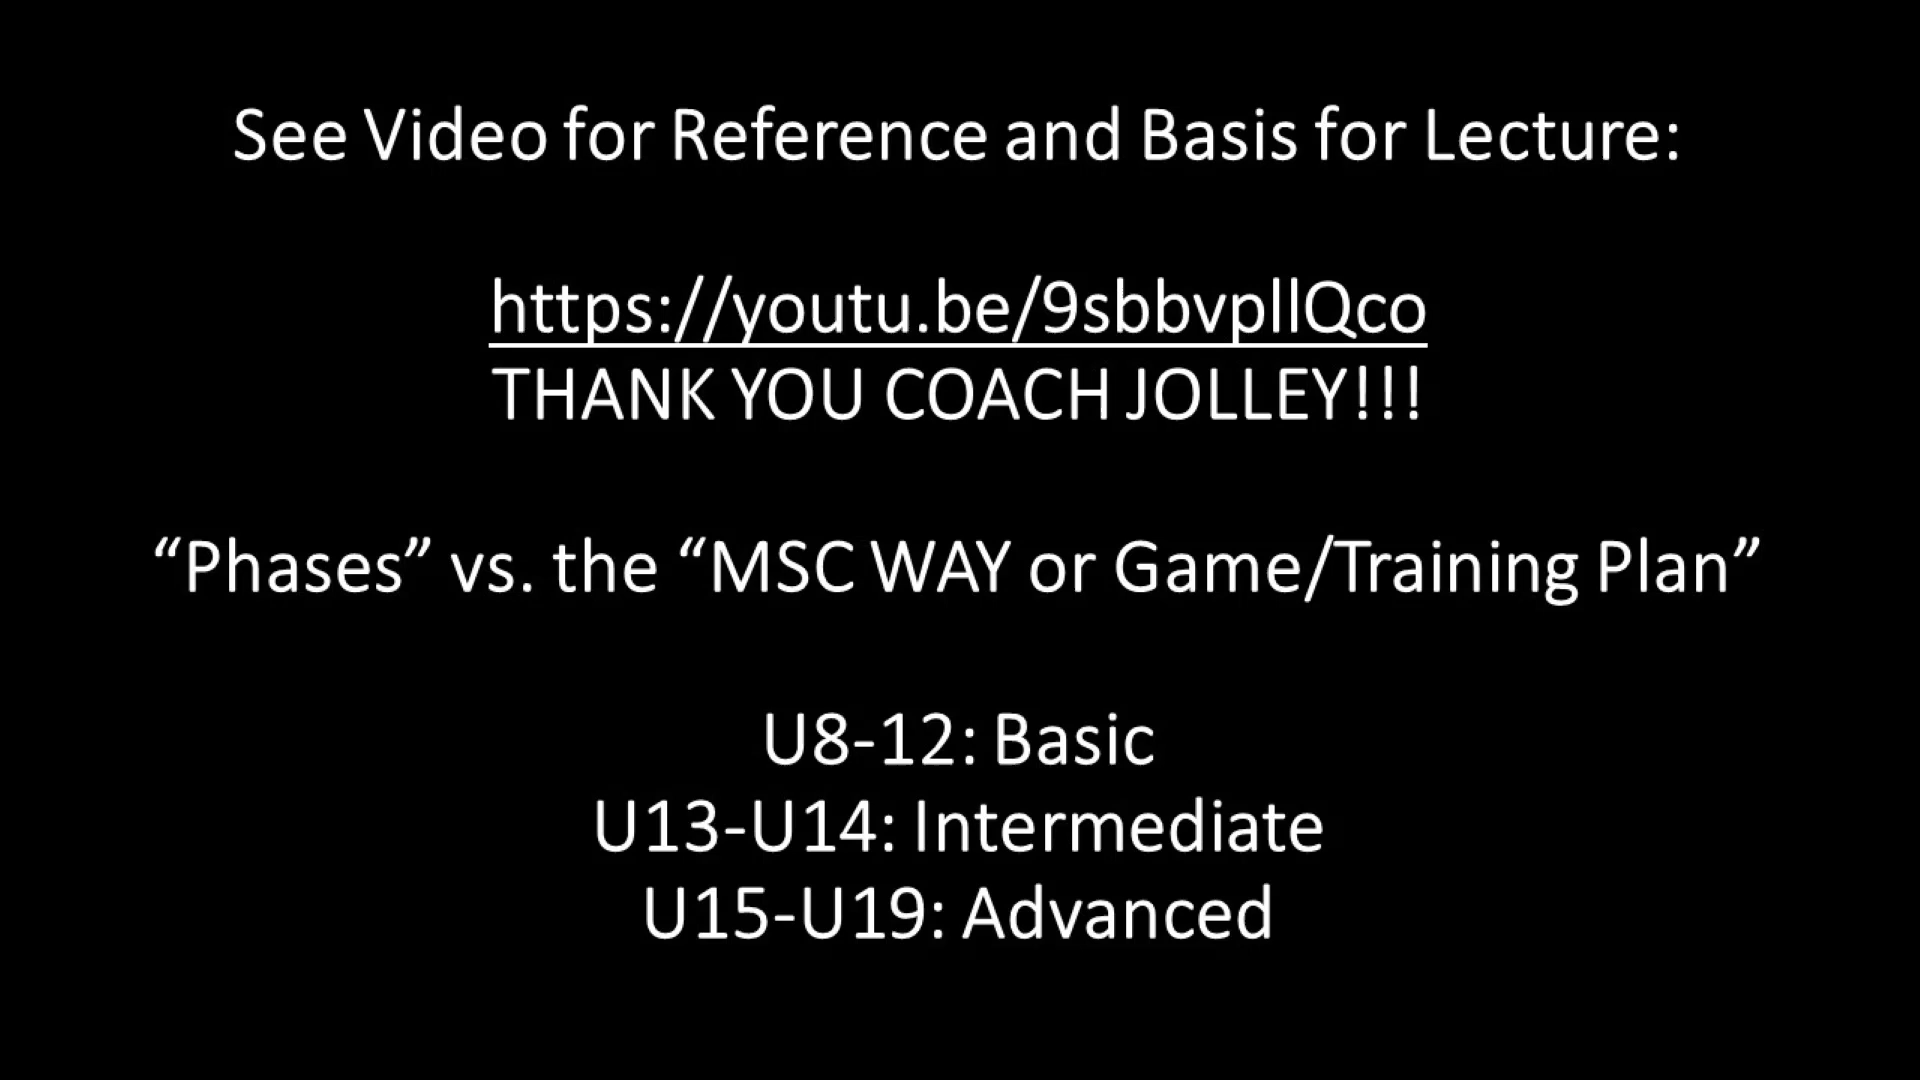 See Video for Reference and Basis for Lecture:
https://youtu.be/9sbbvpllQco
THANK YOU COACH JOLLEY!!!
“Phases” vs. the “MSC WAY or Game/Training Plan”
U8-12: Basic
U13-U14: Intermediate
U15-U19: Advanced